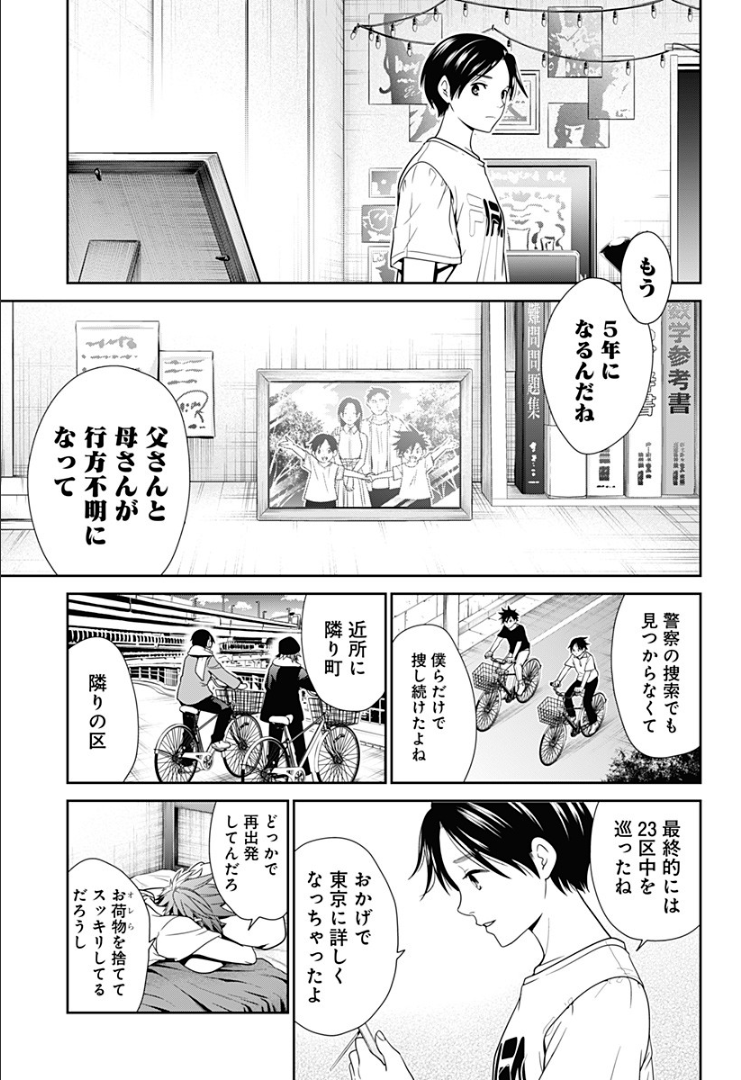 もう
5年に
なるんだね
数学参考書
難問問題集
父さんと
母さんが
行方不明に
なって
警察の捜索でも
見つからなくて
僕らだけで
捜し続けたよね
近所に
隣り町
隣りの区
最終的には
23区中を
巡ったね
おかげで
東京に詳しく
なっちゃったよ
どっかで
再出発
してんだろ
お荷物を捨てて
オレら
スッキリしてる
だろうし